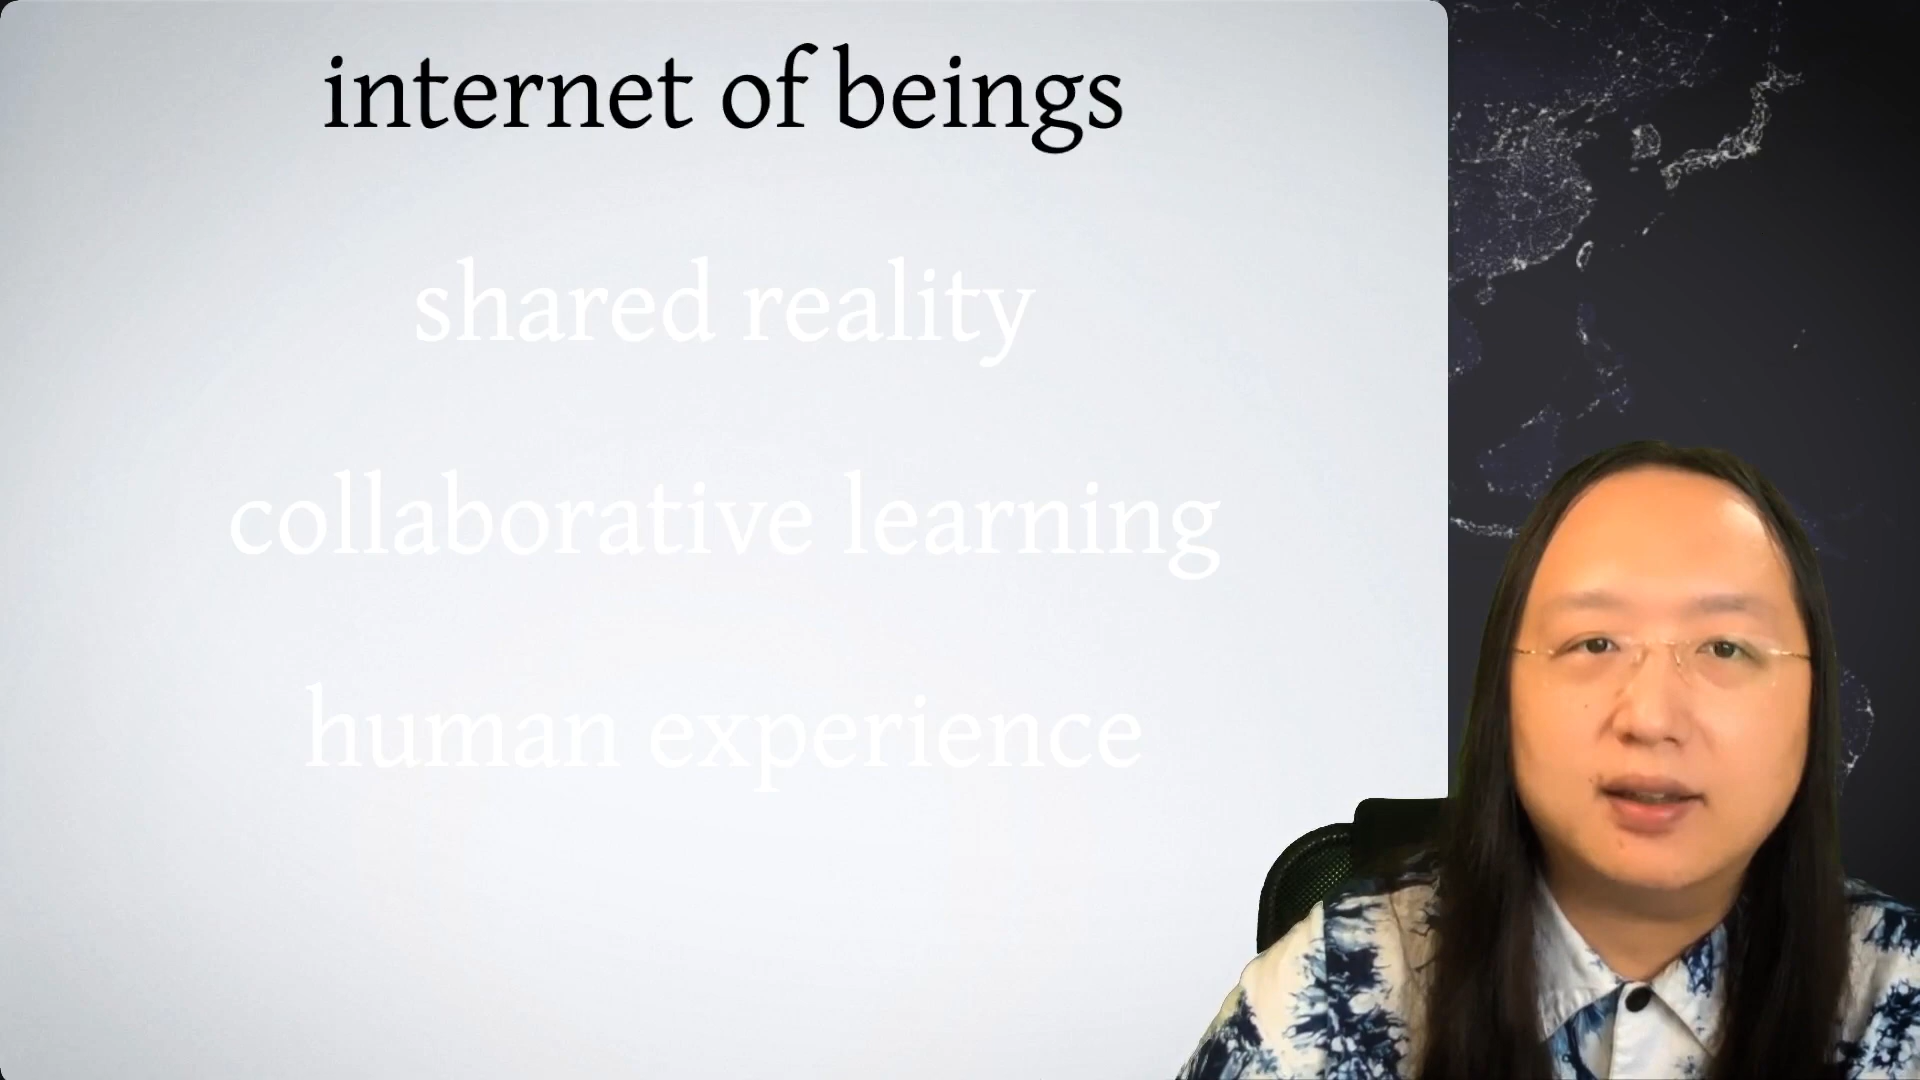 internet of beings
shared reality
collaborative learning
human experience